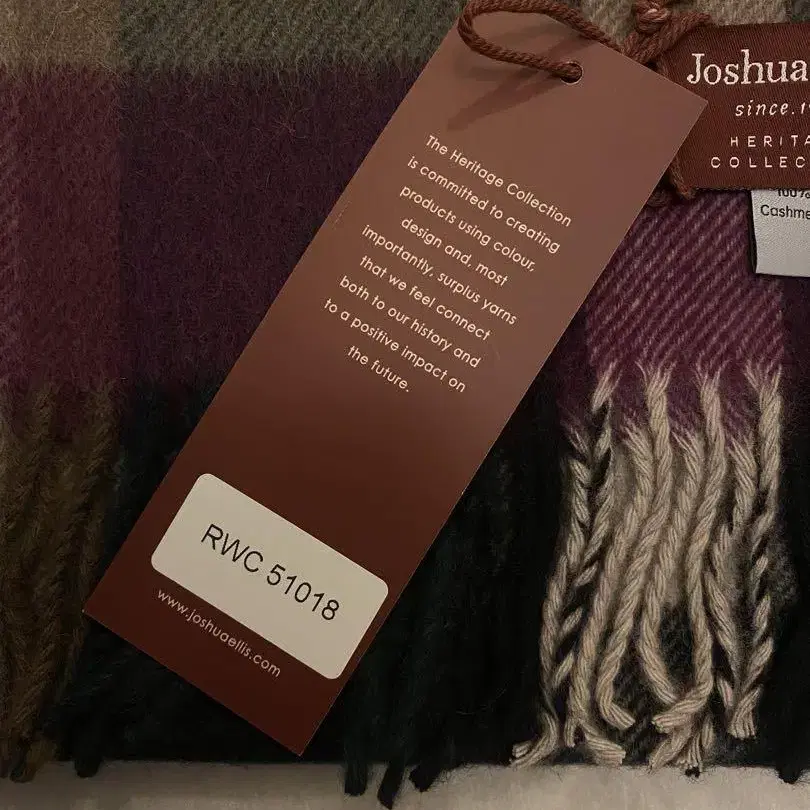 The Heritage Collection
is committed to creating
products using colour,
design and, most
importantly, surplus yarns
that we feel connect
both to our history and
to a positive impact on
the future.
RWC 51018
www.joshuaellis.com
Joshua
since.
HERITA
COLLEC
100%
Cashme